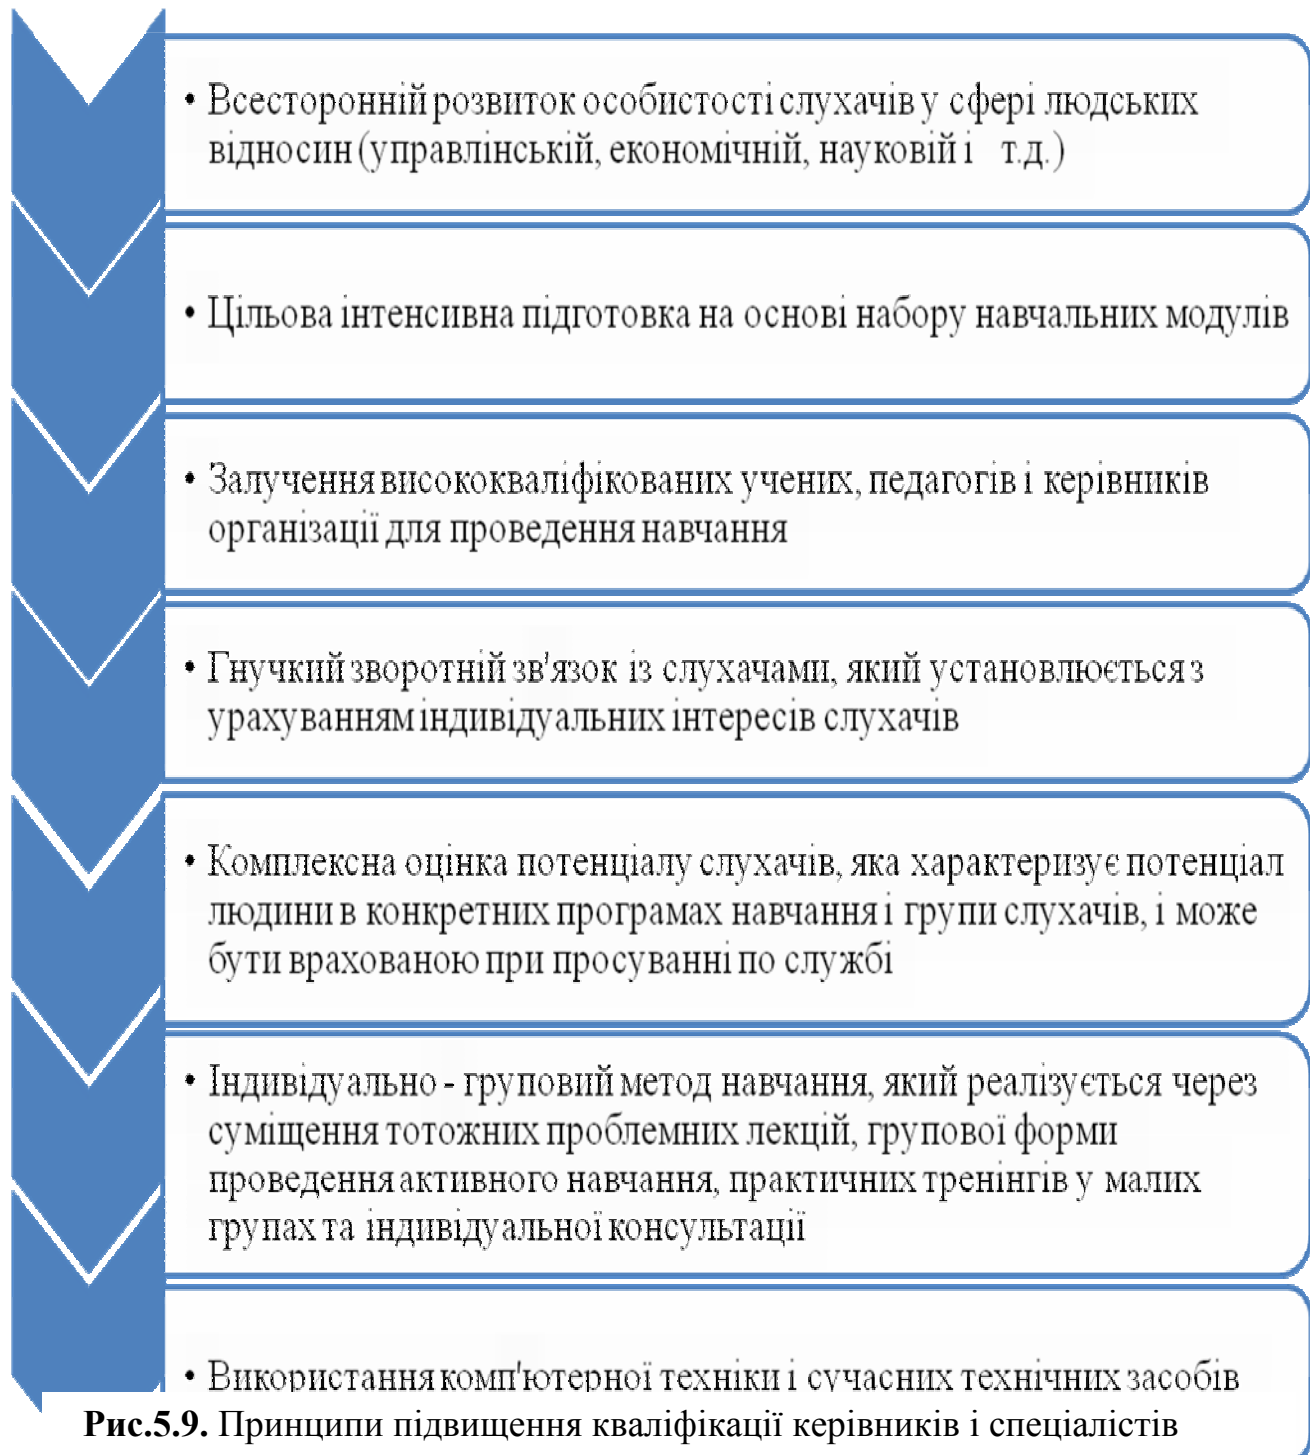 • Всесторонній розвиток особистості слухачів у сфері людських
відносин (управлінській, економічній, науковій і т.д.)
• Цільова інтенсивна підготовка на основі набору навчальних модулів
• Залучення висококваліфікованих учених, педагогів і керівників
організації для проведення навчання
• Гнучкий зворотній зв'язок із слухачами, який установлюється з
урахуванням індивідуальних інтересів слухачів
• Комплексна оцінка потенціалу слухачів, яка характеризує потенціал
людини в конкретних програмах навчання і групи слухачів, і може
бути врахованою при просуванні по службі
• Індивідуально - груповий метод навчання, який реалізується через
суміщення тотожних проблемних лекцій, групової форми
проведення активного навчання, практичних тренінгів у малих
групах та індивідуальної консультації
• Використання комп'ютерної техніки і сучасних технічних засобів
Рис.5.9. Принципи підвищення кваліфікації керівників і спеціалістів